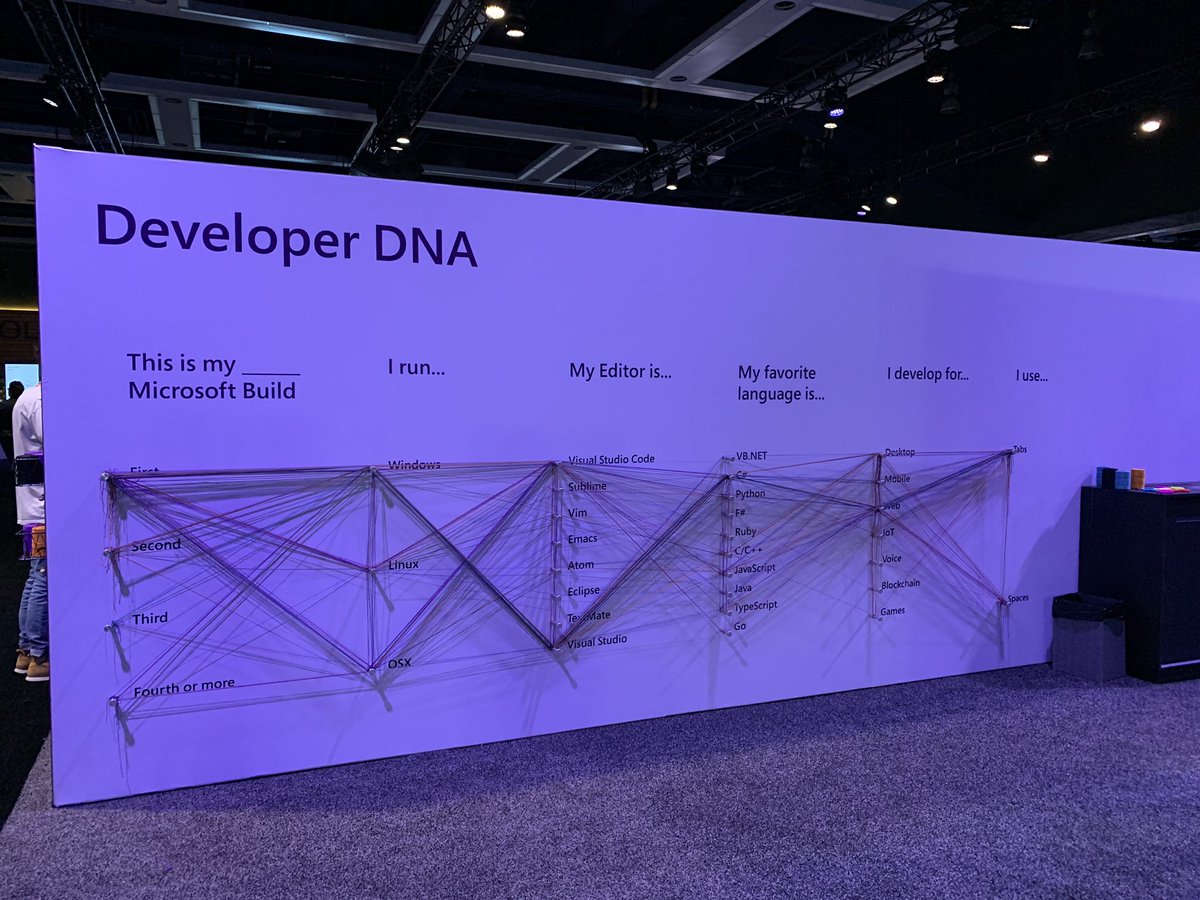 Developer DNA
This is my _____
Microsoft Build
I run...
My Editor is...
My favorite
language is...
I develop for...
I use...
First
Second
Third
Fourth or more
Windows
Linux
OSX
Visual Studio Code
Sublime
Vim
Emacs
Atom
Eclipse
TextMate
Visual Studio
VB.NET
C#
Python
F#
Ruby
C/C++
JavaScript
Java
TypeScript
Go
Desktop
Mobile
Web
IoT
Voice
Blockchain
Games
Tabs
Spaces